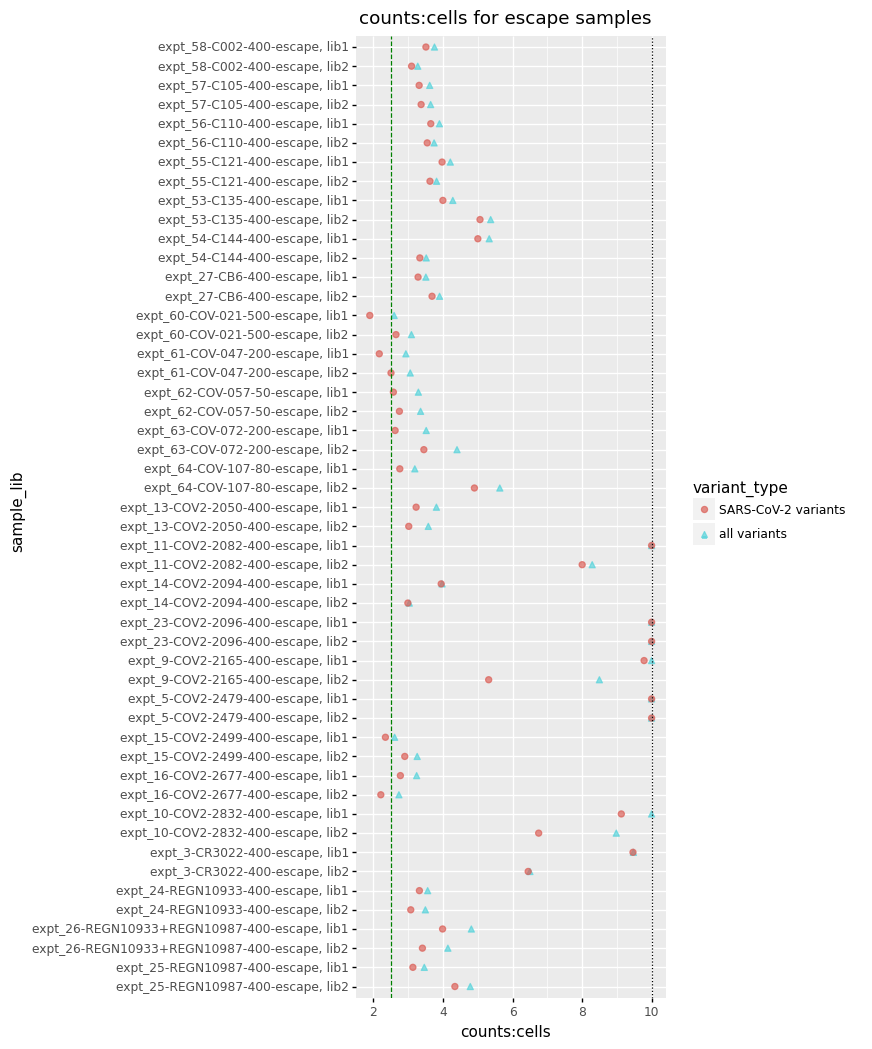 counts:cells for escape samples
expt_58-C002-400-escape, lib1
expt_58-C002-400-escape, lib2
expt_57-C105-400-escape, lib1
expt_57-C105-400-escape, lib2
expt_56-C110-400-escape, lib1
expt_56-C110-400-escape, lib2
expt_55-C121-400-escape, lib1
expt_55-C121-400-escape, lib2
expt_53-C135-400-escape, lib1
expt_53-C135-400-escape, lib2
expt_54-C144-400-escape, lib1
expt_54-C144-400-escape, lib2
expt_27-CB6-400-escape, lib1
expt_27-CB6-400-escape, lib2
expt_60-COV-021-500-escape, lib1
expt_60-COV-021-500-escape, lib2
expt_61-COV-047-200-escape, lib1
expt_61-COV-047-200-escape, lib2
expt_62-COV-057-50-escape, lib1
expt_62-COV-057-50-escape, lib2
expt_63-COV-072-200-escape, lib1
expt_63-COV-072-200-escape, lib2
expt_64-COV-107-80-escape, lib1
expt_64-COV-107-80-escape, lib2
expt_13-COV2-2050-400-escape, lib1
expt_13-COV2-2050-400-escape, lib2
expt_11-COV2-2082-400-escape, lib1
expt_11-COV2-2082-400-escape, lib2
expt_14-COV2-2094-400-escape, lib1
expt_14-COV2-2094-400-escape, lib2
expt_23-COV2-2096-400-escape, lib1
expt_23-COV2-2096-400-escape, lib2
expt_9-COV2-2165-400-escape, lib1
expt_9-COV2-2165-400-escape, lib2
expt_5-COV2-2479-400-escape, lib1
expt_5-COV2-2479-400-escape, lib2
expt_15-COV2-2499-400-escape, lib1
expt_15-COV2-2499-400-escape, lib2
expt_16-COV2-2677-400-escape, lib1
expt_16-COV2-2677-400-escape, lib2
expt_10-COV2-2832-400-escape, lib1
expt_10-COV2-2832-400-escape, lib2
expt_3-CR3022-400-escape, lib1
expt_3-CR3022-400-escape, lib2
expt_24-REGN10933-400-escape, lib1
expt_24-REGN10933-400-escape, lib2
expt_26-REGN10933+REGN10987-400-escape, lib1
expt_26-REGN10933+REGN10987-400-escape, lib2
expt_25-REGN10987-400-escape, lib1
expt_25-REGN10987-400-escape, lib2
sample_lib
2 4 6 8 10
counts:cells
variant_type
SARS-CoV-2 variants
all variants